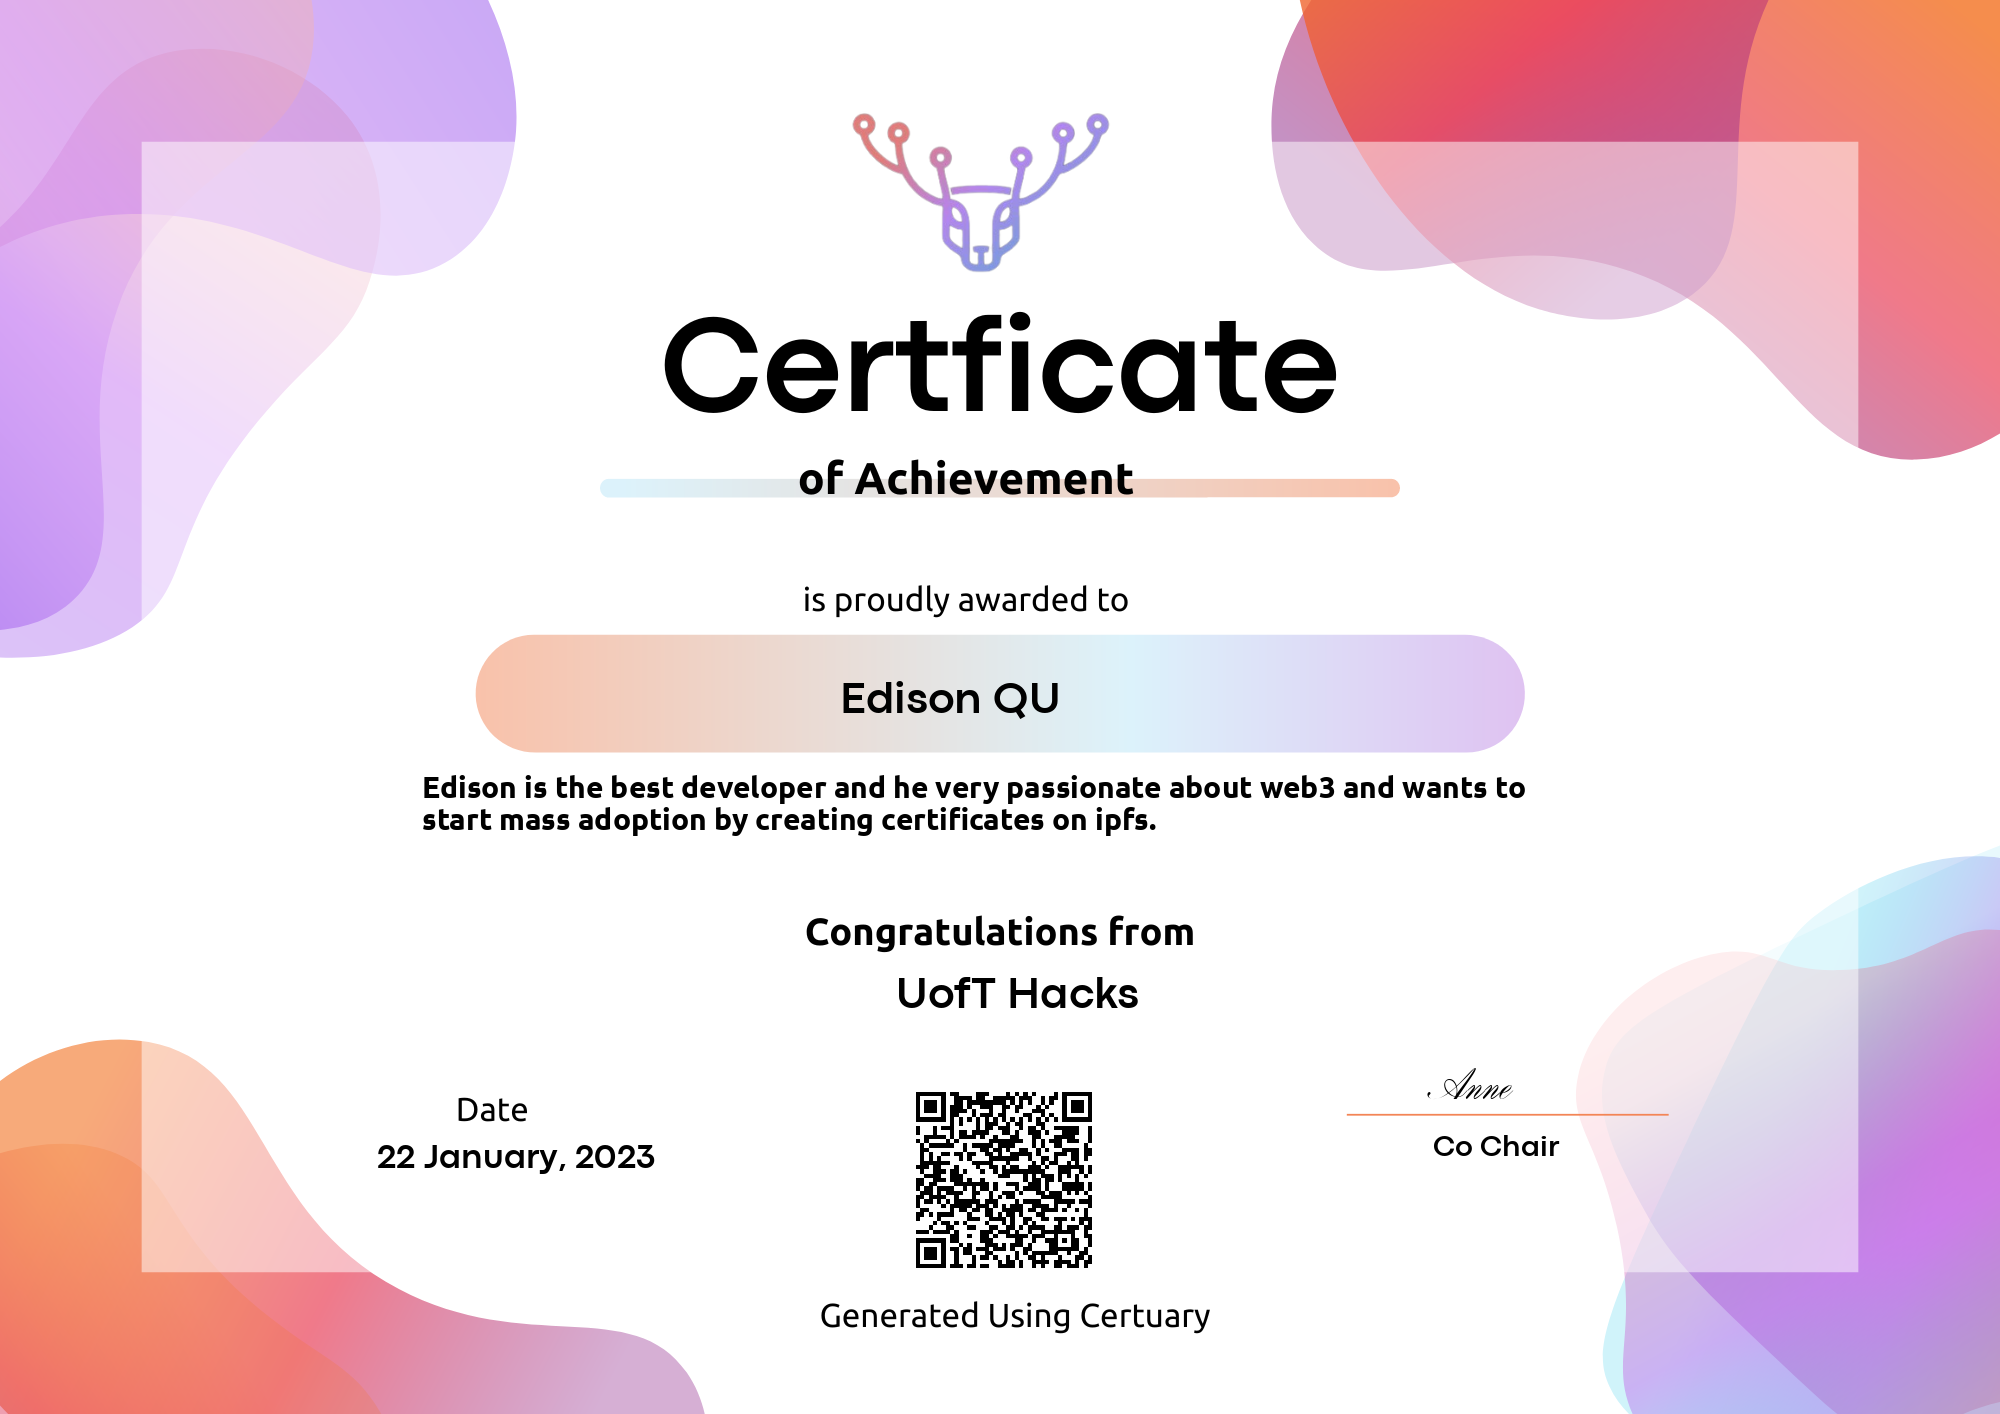 Certficate
of Achievement
is proudly awarded to
Edison QU
Edison is the best developer and he very passionate about web3 and wants to
start mass adoption by creating certificates on ipfs.
Congratulations from
UofT Hacks
Date
22 January, 2023
Anne
Co Chair
Generated Using Certuary